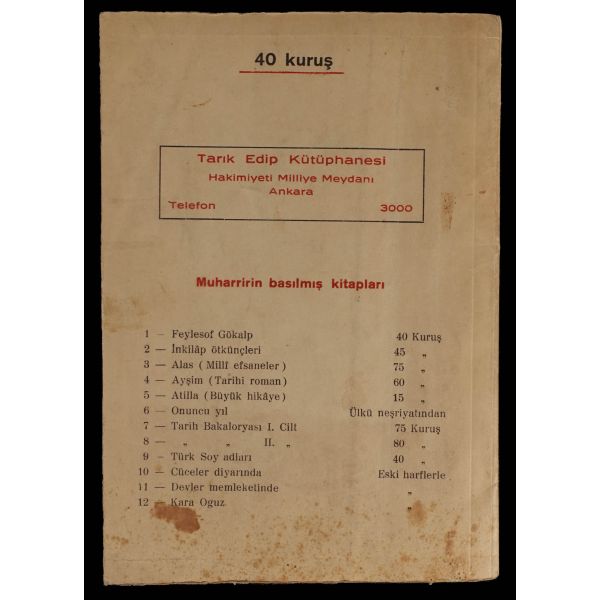 40 kuruş
Tarık Edip Kütüphanesi
Hakimiyeti Milliye Meydanı
Ankara
Telefon 3000
Muharririn basılmış kitapları
1 — Feylesof Gökalp 40 Kuruş
2 — İnkilâp ötkünçleri 45 „
3 — Alas (Millî efsaneler) 75 „
4 — Ayşim (Tarihi roman) 60 „
5 — Atilla (Büyük hikâye) 15 „
6 — Onuncu yıl Ülkü neşriyatından
7 — Tarih Bakaloryası I. Cilt 75 Kuruş
8 — „ „ II. „ 80 „
9 – Türk Soy adları 40 „
10 — Cüceler diyarında Eski harflerle
11 — Devler memleketinde „
12 — Kara Oguz „